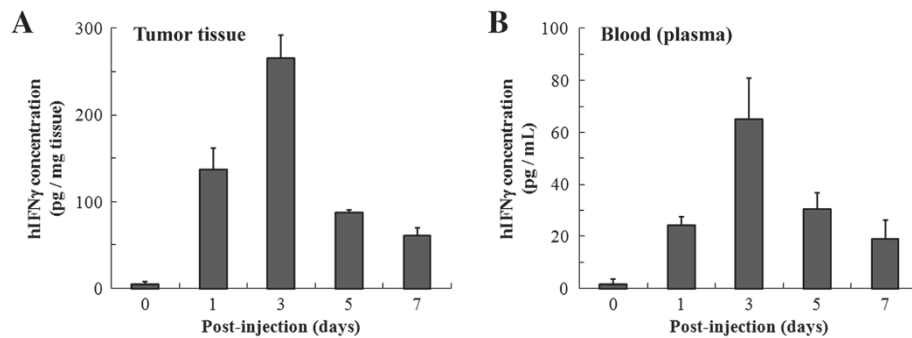 A
Tumor tissue
hIFNγ concentration
(pg / mg tissue)
300
200
100
0
0 1 3 5 7
Post-injection (days)
B
Blood (plasma)
hIFNγ concentration
(pg / mL)
100
80
60
40
20
0
0 1 3 5 7
Post-injection (days)